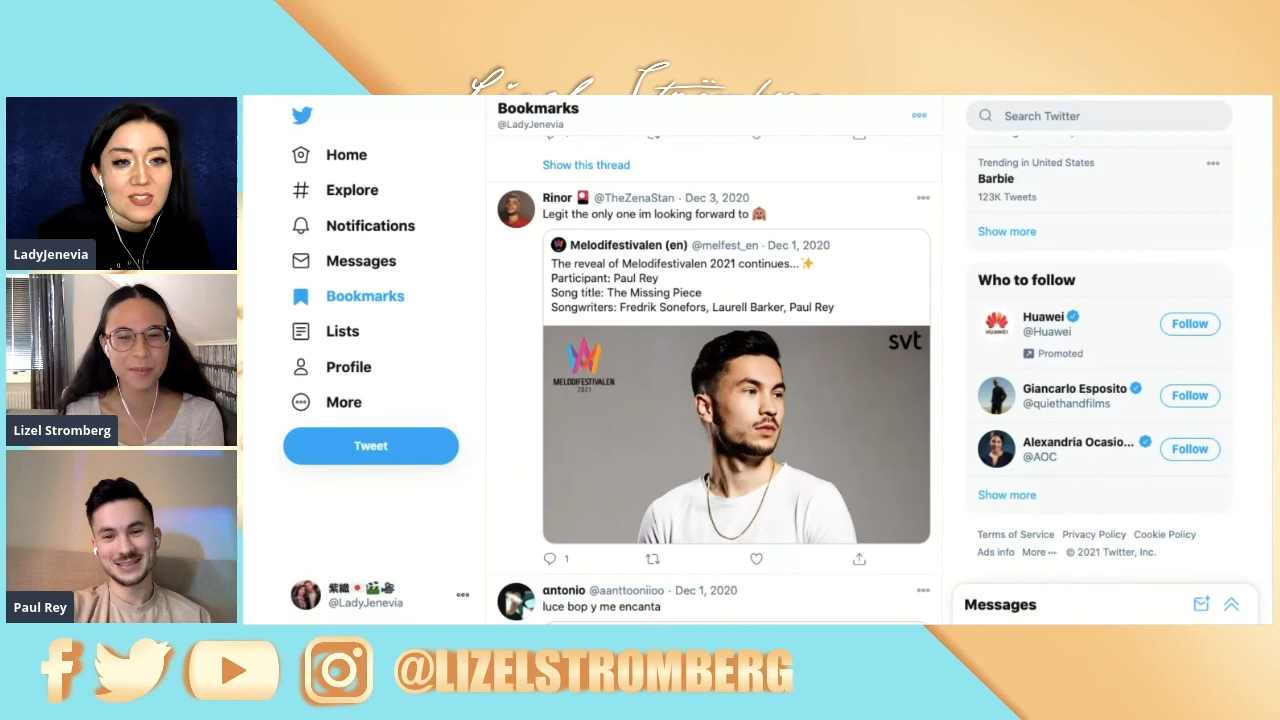 Lizel Strömberg
LadyJenevia
Lizel Stromberg
Paul Rey
Home
Explore
Notifications
Messages
Bookmarks
Lists
Profile
More
Tweet
紫織🇯🇵🎬🎥
@LadyJenevia
Bookmarks
@LadyJenevia
Show this thread
Rinor 🎴 @TheZenaStan · Dec 3, 2020
Legit the only one im looking forward to 🙈
Melodifestivalen (en) @melfest_en · Dec 1, 2020
The reveal of Melodifestivalen 2021 continues...✨
Participant: Paul Rey
Song title: The Missing Piece
Songwriters: Fredrik Sonefors, Laurell Barker, Paul Rey
MELODIFESTIVALEN
2021
svt
1
antonio @aanttooniioo · Dec 1, 2020
luce bop y me encanta
Search Twitter
Trending in United States
Barbie
123K Tweets
Show more
Who to follow
HUAWEI
Huawei
@Huawei
Promoted
Follow
Giancarlo Esposito
@quiethandfilms
Follow
Alexandria Ocasio...
@AOC
Follow
Show more
Terms of Service Privacy Policy Cookie Policy
Ads info More ··· © 2021 Twitter, Inc.
Messages
@LIZELSTROMBERG